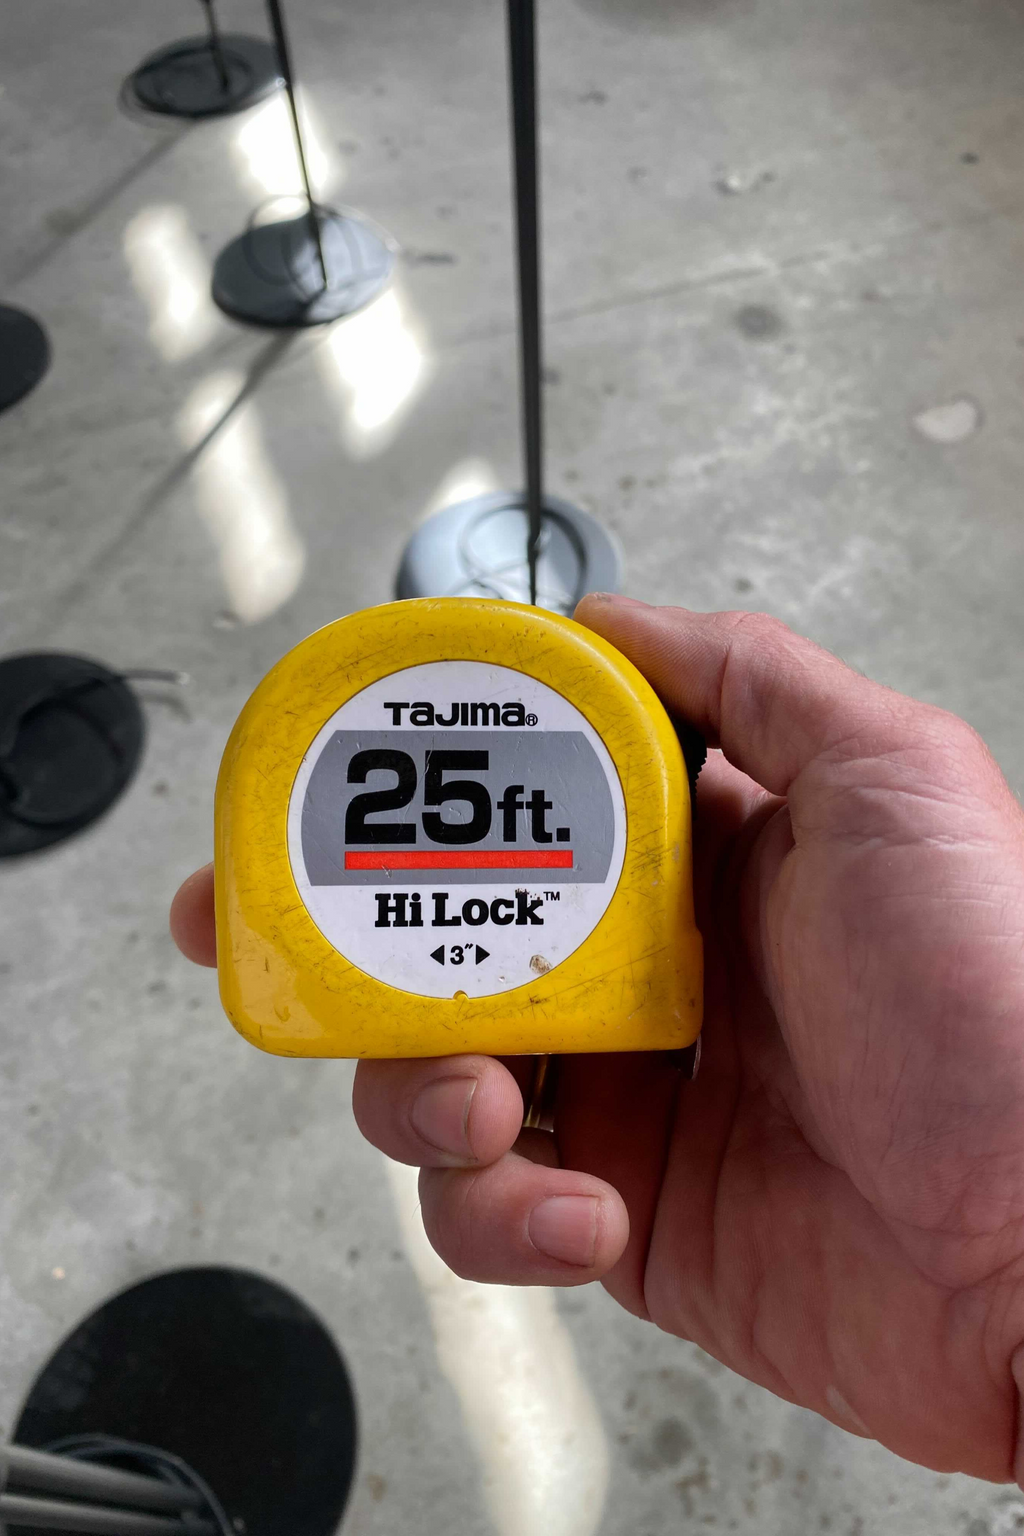 TAJIMA®
25ft.
Hi Lock™
◀3"▶